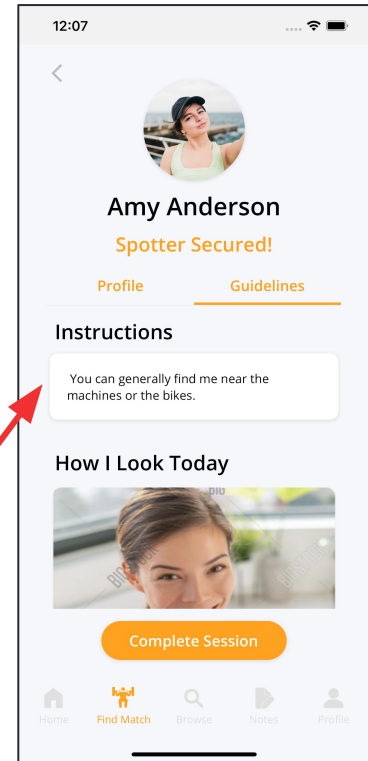 12:07
Amy Anderson
Spotter Secured!
Profile Guidelines
Instructions
You can generally find me near the
machines or the bikes.
How I Look Today
Complete Session
Home Find Match Browse Notes Profile